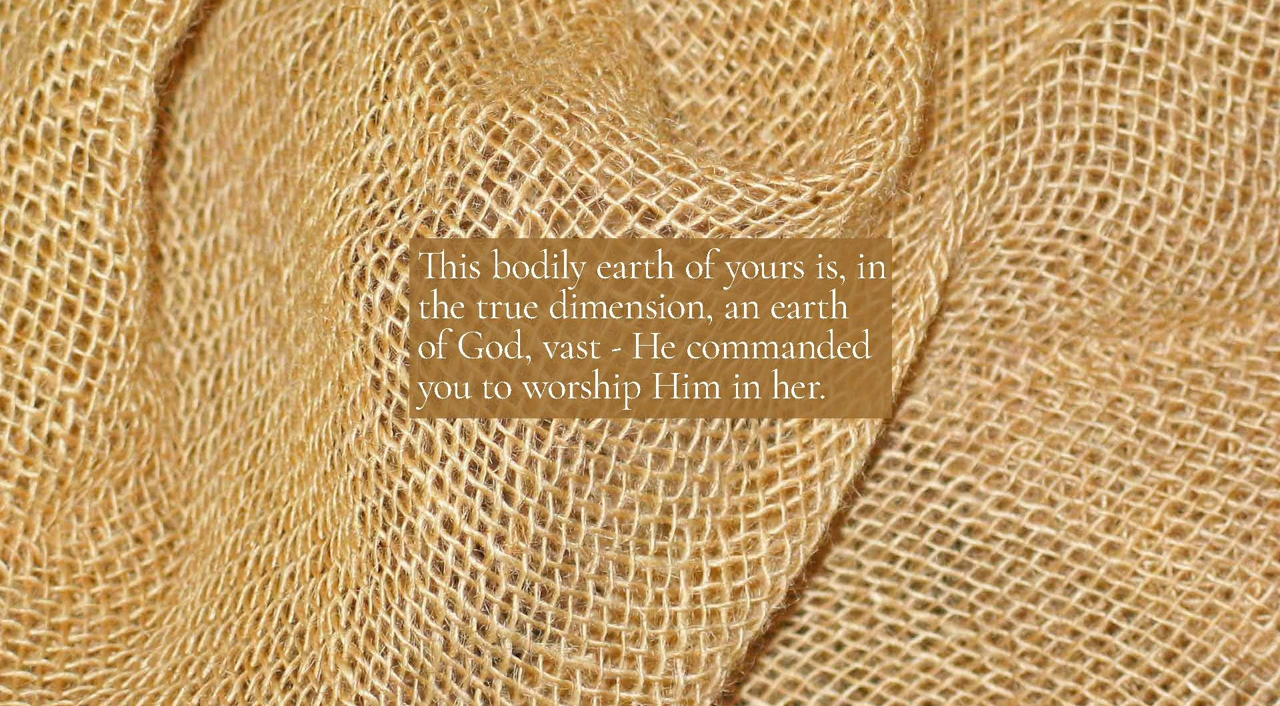 This bodily earth of yours is, in
the true dimension, an earth
of God, vast - He commanded
you to worship Him in her.